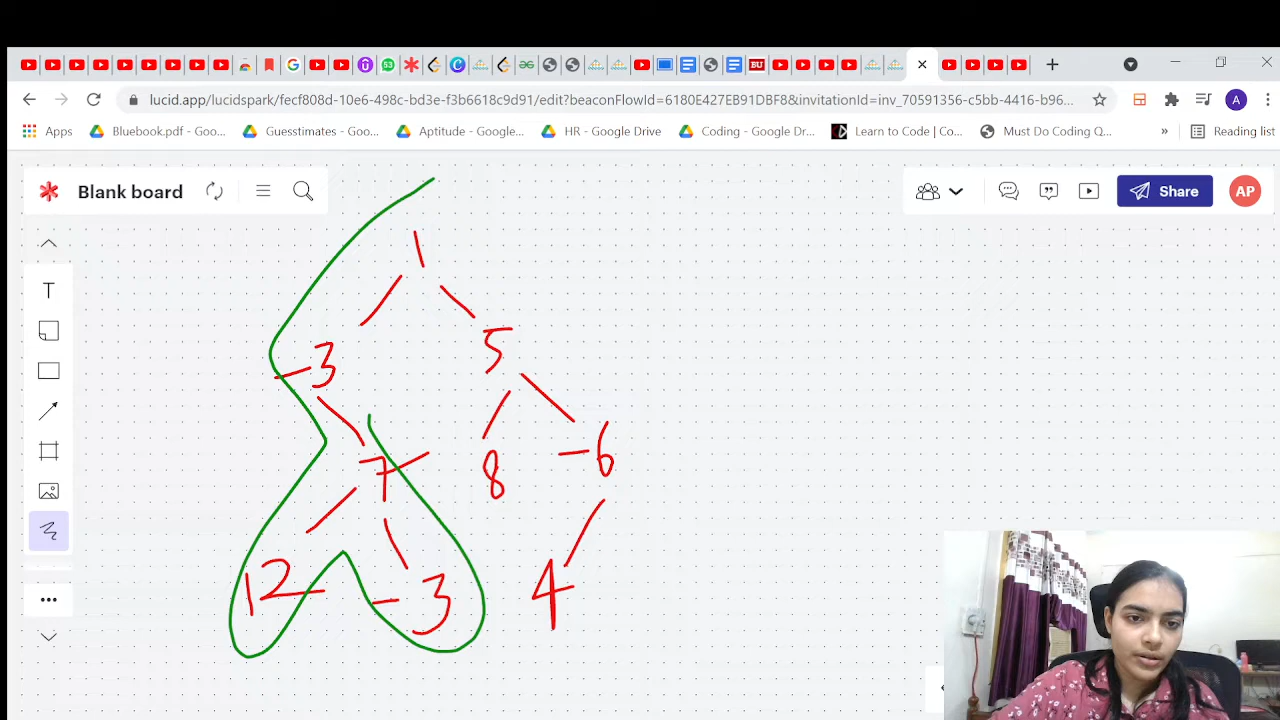 lucid.app/lucidspark/fecf808d-10e6-498c-bd3e-f3b6618c9d91/edit?beaconFlowId=6180E427EB91DBF8&invitationId=inv_70591356-c5bb-4416-b96...
A
Apps
Bluebook.pdf - Goo...
Guesstimates - Goo...
Aptitude - Google...
HR - Google Drive
Coding - Google Dr...
Learn to Code | Co...
Must Do Coding Q...
»
Reading list
Blank board
Share
AP
T
1
-3 5
7 8 -6
12 -3 4